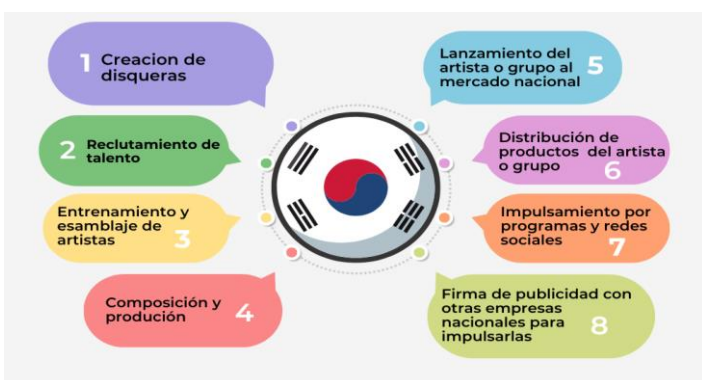 1
Creacion de
disqueras
2
Reclutamiento de
talento
Entrenamiento y
esamblaje de
artistas
3
Composición y
produción
4
Lanzamiento del
artista o grupo al
mercado nacional
5
Distribución de
productos del artista
o grupo
6
Impulsamiento por
programas y redes
sociales
7
Firma de publicidad con
otras empresas
nacionales para
impulsarlas
8